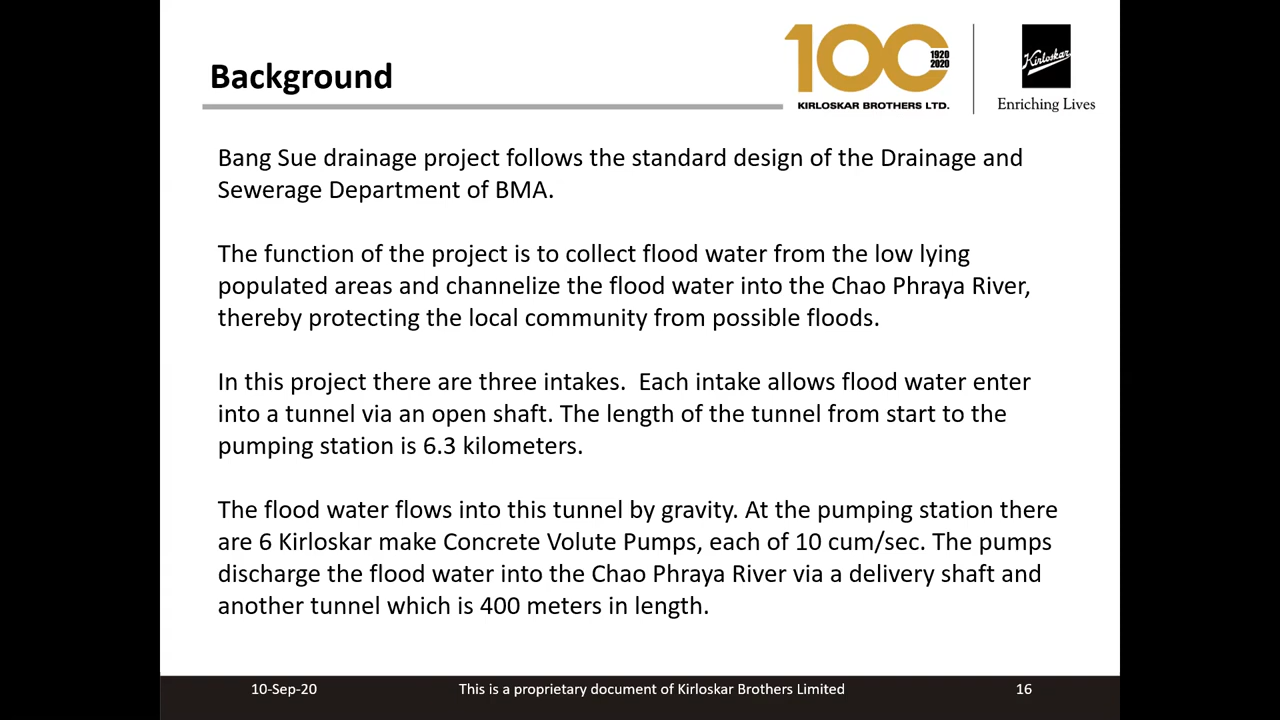 Background
100
1920
2020
KIRLOSKAR BROTHERS LTD.
Kirloskar
Enriching Lives
Bang Sue drainage project follows the standard design of the Drainage and
Sewerage Department of BMA.
The function of the project is to collect flood water from the low lying
populated areas and channelize the flood water into the Chao Phraya River,
thereby protecting the local community from possible floods.
In this project there are three intakes.  Each intake allows flood water enter
into a tunnel via an open shaft. The length of the tunnel from start to the
pumping station is 6.3 kilometers.
The flood water flows into this tunnel by gravity. At the pumping station there
are 6 Kirloskar make Concrete Volute Pumps, each of 10 cum/sec. The pumps
discharge the flood water into the Chao Phraya River via a delivery shaft and
another tunnel which is 400 meters in length.
10-Sep-20
This is a proprietary document of Kirloskar Brothers Limited
16